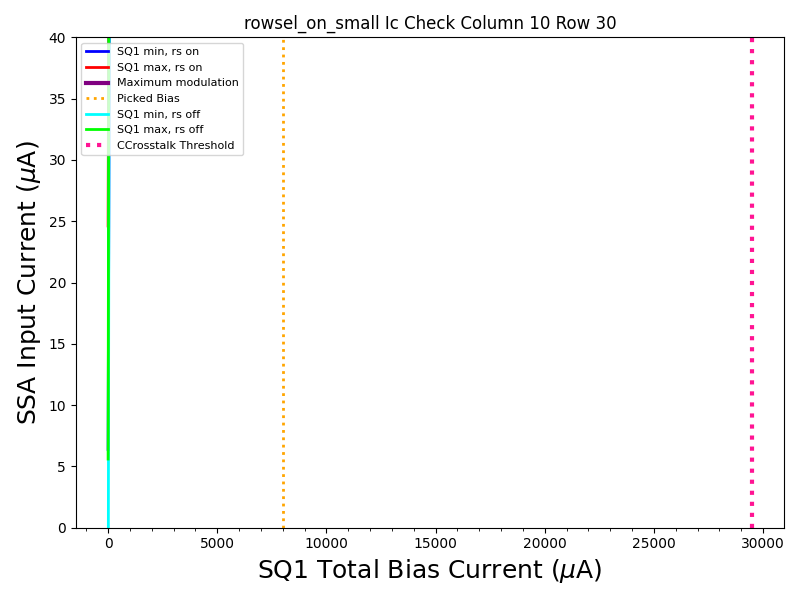 rowsel_on_small Ic Check Column 10 Row 30
SSA Input Current (μA)
40
35
30
25
20
15
10
5
0
SQ1 min, rs on
SQ1 max, rs on
Maximum modulation
Picked Bias
SQ1 min, rs off
SQ1 max, rs off
CCrosstalk Threshold
0 5000 10000 15000 20000 25000 30000
SQ1 Total Bias Current (μA)